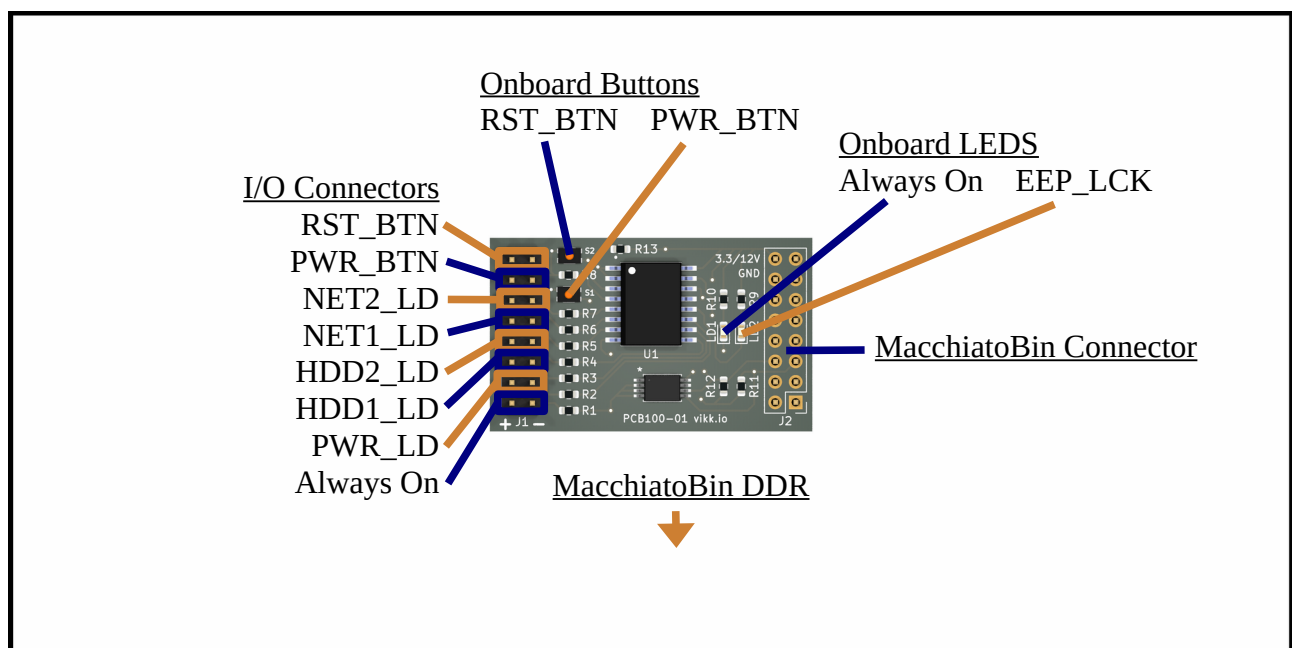 Onboard Buttons
RST_BTN PWR_BTN
Onboard LEDS
Always On EEP_LCK
I/O Connectors
RST_BTN
PWR_BTN
NET2_LD
NET1_LD
HDD2_LD
HDD1_LD
PWR_LD
Always On
S2
R13
R8
S1
R7
R6
R5
R4
R3
R2
R1
+ J1 −
U1
*
PCB100-01 vikk.io
3.3/12V
GND
R10
R9
LD1
R12
R11
J2
MacchiatoBin Connector
MacchiatoBin DDR